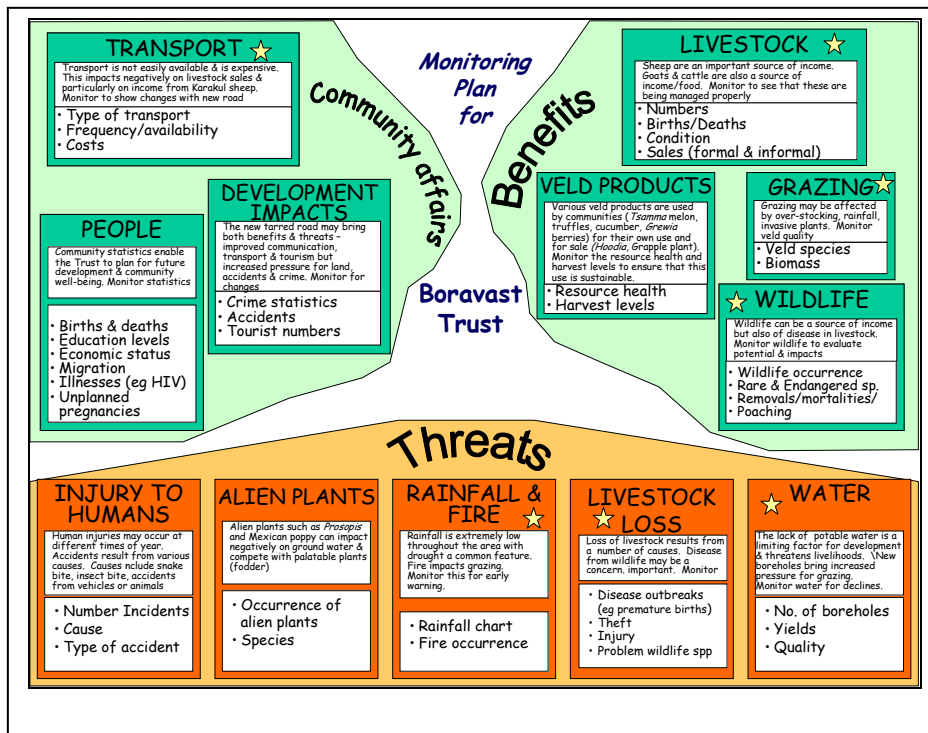 Monitoring
Plan
for
Boravast
Trust
Community affairs
TRANSPORT
Transport is not easily available & is expensive.
This impacts negatively on livestock sales &
particularly on income from Karakul sheep.
Monitor to show changes with new road
• Type of transport
• Frequency/availability
• Costs
DEVELOPMENT
IMPACTS
The new tarred road may bring
both benefits & threats –
improved communication,
transport & tourism but
increased pressure for land,
accidents & crime. Monitor for
changes
• Crime statistics
• Accidents
• Tourist numbers
PEOPLE
Community statistics enable
the Trust to plan for future
development & community
well-being. Monitor statistics
• Births & deaths
• Education levels
• Economic status
• Migration
• Illnesses (eg HIV)
• Unplanned
pregnancies
Benefits
LIVESTOCK
Sheep are an important source of income.
Goats & cattle are also a source of
income/food. Monitor to see that these are
being managed properly
• Numbers
• Births/Deaths
• Condition
• Sales (formal & informal)
VELD PRODUCTS
Various veld products are used
by communities (Tsamma melon,
truffles, cucumber, Grewia
berries) for their own use and
for sale (Hoodia, Grapple plant).
Monitor the resource health and
harvest levels to ensure that this
use is sustainable.
• Resource health
• Harvest levels
GRAZING
Grazing may be affected
by over-stocking, rainfall,
invasive plants. Monitor
veld quality
• Veld species
• Biomass
WILDLIFE
Wildlife can be a source of income
but also of disease in livestock.
Monitor wildlife to evaluate
potential & impacts
• Wildlife occurrence
• Rare & Endangered sp.
• Removals/mortalities/
• Poaching
Threats
INJURY TO
HUMANS
Human injuries may occur at
different times of year.
Accidents result from various
causes. Causes nclude snake
bite, insect bite, accidents
from vehicles or animals
• Number Incidents
• Cause
• Type of accident
ALIEN PLANTS
Alien plants such as Prosopis
and Mexican poppy can impact
negatively on ground water &
compete with palatable plants
(fodder)
• Occurrence of
alien plants
• Species
RAINFALL &
FIRE
Rainfall is extremely low
throughout the area with
drought a common feature.
Fire impacts grazing.
Monitor this for early
warning.
• Rainfall chart
• Fire occurrence
LIVESTOCK
LOSS
Loss of livestock results from
a number of causes. Disease
from wildlife may be a
concern. important. Monitor
• Disease outbreaks
(eg premature births)
• Theft
• Injury
• Problem wildlife spp
WATER
The lack of potable water is a
limiting factor for development
& threatens livelihoods. \New
boreholes bring increased
pressure for grazing.
Monitor water for declines.
• No. of boreholes
• Yields
• Quality